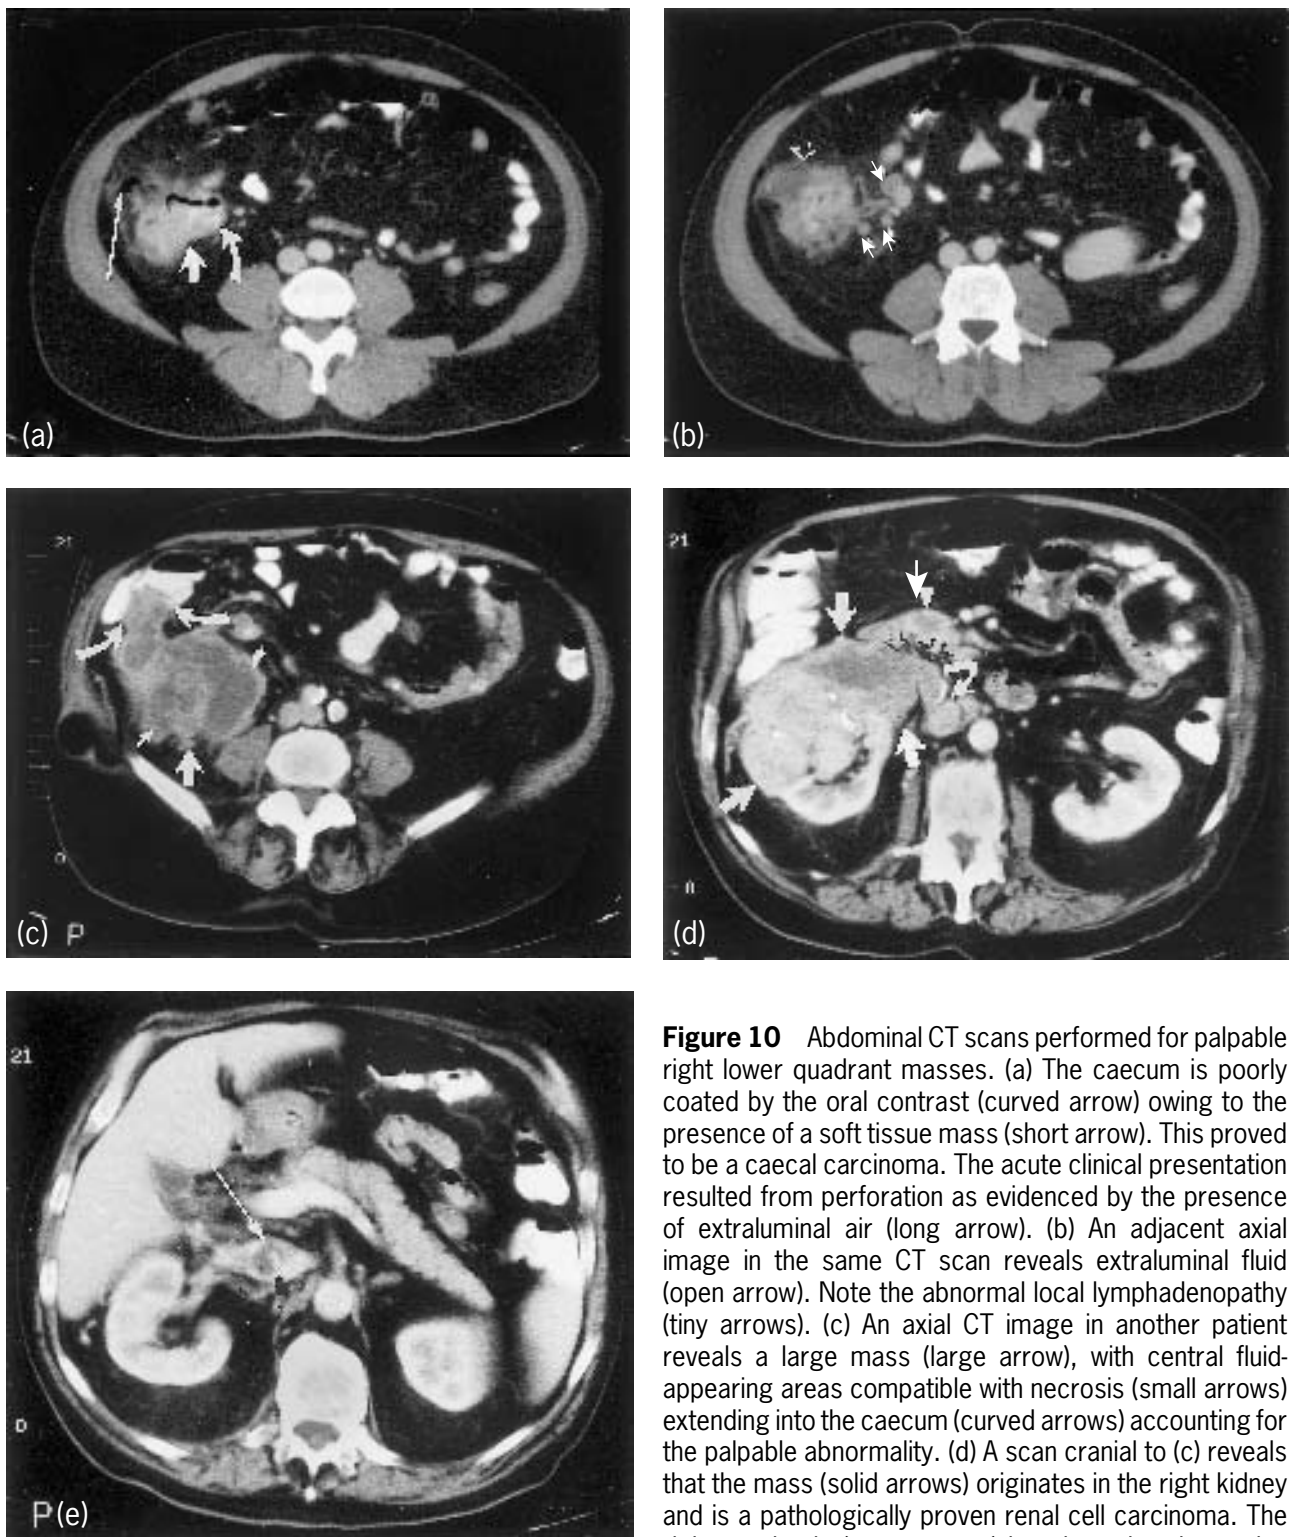 (a)
(b)
21
(c) P
21
(d)
21
D
P(e)
Figure 10 Abdominal CT scans performed for palpable
right lower quadrant masses. (a) The caecum is poorly
coated by the oral contrast (curved arrow) owing to the
presence of a soft tissue mass (short arrow). This proved
to be a caecal carcinoma. The acute clinical presentation
resulted from perforation as evidenced by the presence
of extraluminal air (long arrow). (b) An adjacent axial
image in the same CT scan reveals extraluminal fluid
(open arrow). Note the abnormal local lymphadenopathy
(tiny arrows). (c) An axial CT image in another patient
reveals a large mass (large arrow), with central fluid-
appearing areas compatible with necrosis (small arrows)
extending into the caecum (curved arrows) accounting for
the palpable abnormality. (d) A scan cranial to (c) reveals
that the mass (solid arrows) originates in the right kidney
and is a pathologically proven renal cell carcinoma. The